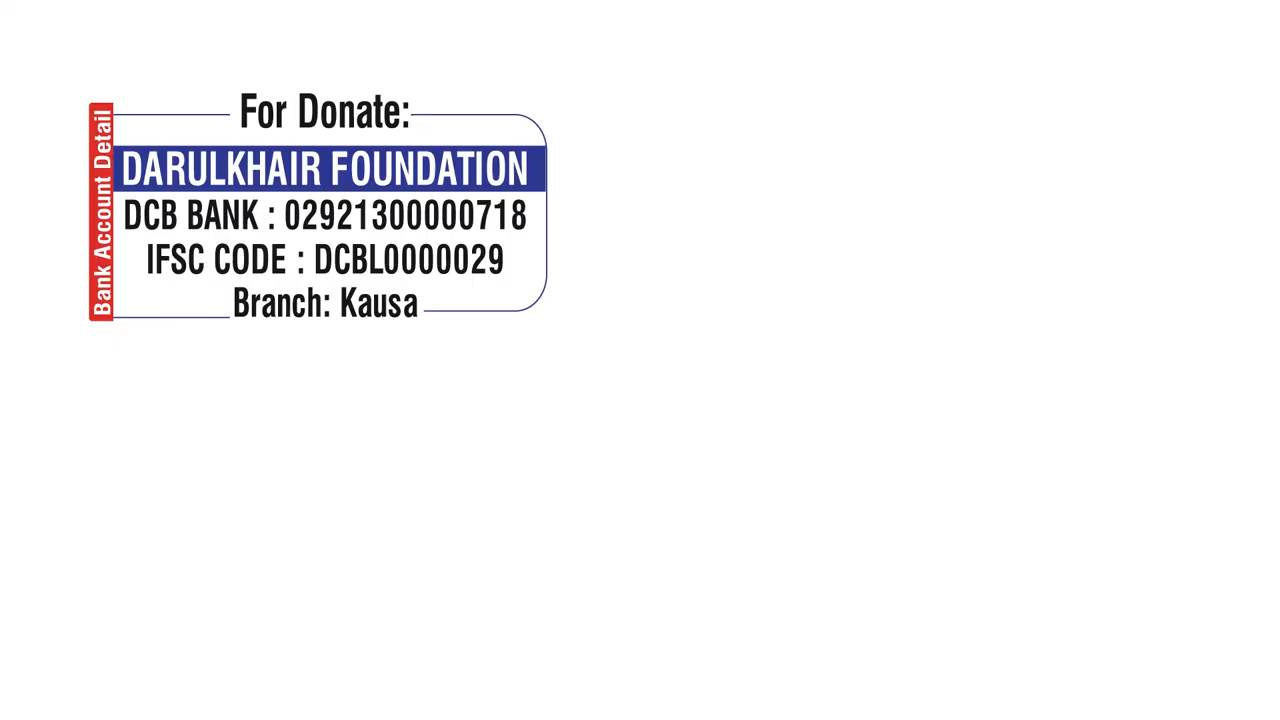 For Donate:
Bank Account Detail
DARULKHAIR FOUNDATION
DCB BANK : 02921300000718
IFSC CODE : DCBL0000029
Branch: Kausa